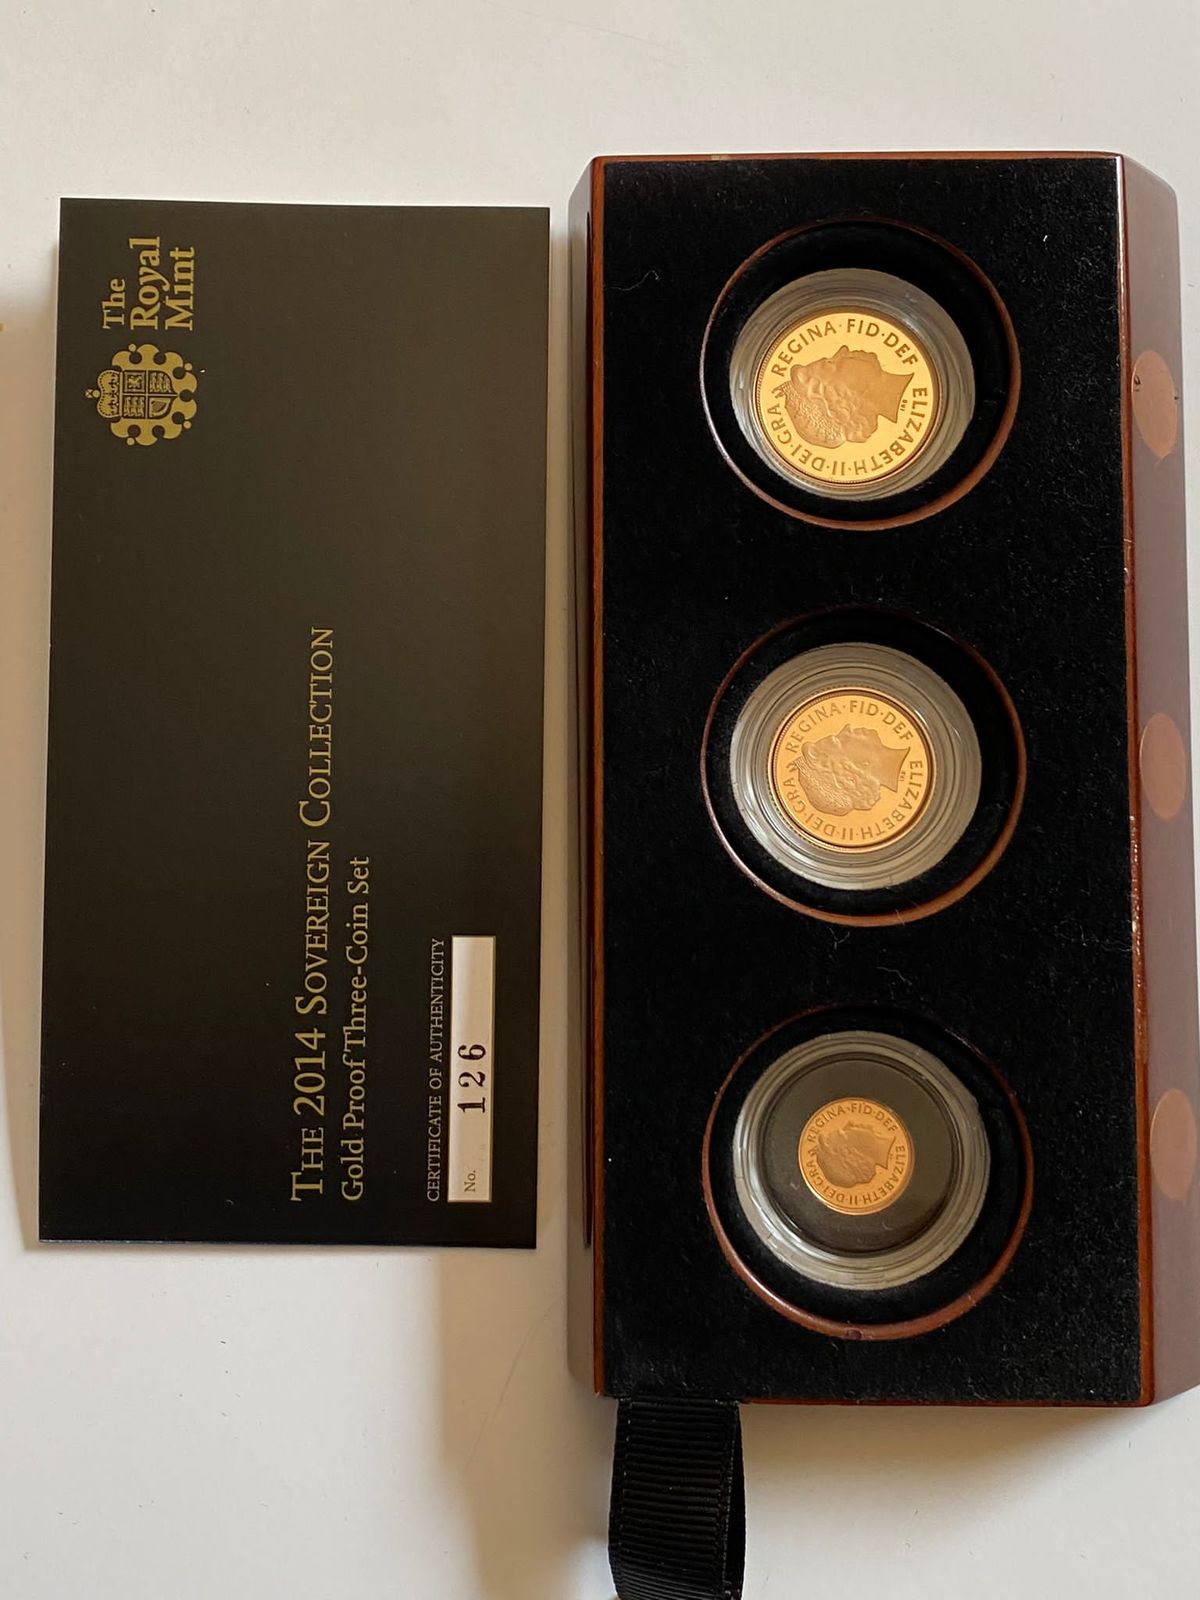 The
Royal
Mint
THE 2014 SOVEREIGN COLLECTION
Gold Proof Three-Coin Set
CERTIFICATE OF AUTHENTICITY
No. 126
ELIZABETH·II·DEI·GRA REGINA·FID·DEF
IRB
ELIZABETH·II·DEI·GRA REGINA·FID·DEF
IRB
ELIZABETH·II·DEI·GRA REGINA·FID·DEF